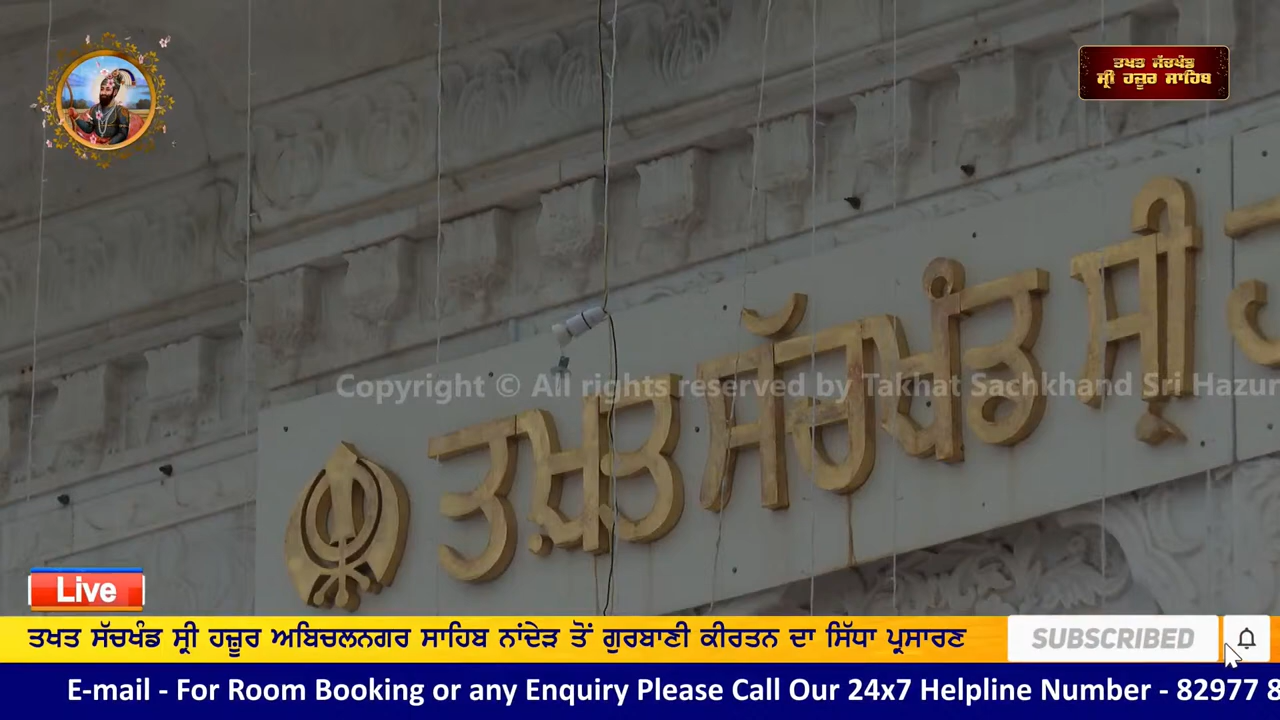 ਤਖਤ ਸੱਚਖੰਡ
ਸ੍ਰੀ ਹਜ਼ੂਰ ਸਾਹਿਬ
ਤਖ਼ਤ ਸੱਚਖੰਡ ਸ੍ਰੀ
Copyright © All rights reserved by Takhat Sachkhand Sri Hazur
Live
ਤਖਤ ਸੱਚਖੰਡ ਸ੍ਰੀ ਹਜ਼ੂਰ ਅਬਿਚਲਨਗਰ ਸਾਹਿਬ ਨਾਂਦੇੜ ਤੋਂ ਗੁਰਬਾਣੀ ਕੀਰਤਨ ਦਾ ਸਿੱਧਾ ਪ੍ਰਸਾਰਣ
SUBSCRIBED
E-mail - For Room Booking or any Enquiry Please Call Our 24x7 Helpline Number - 82977